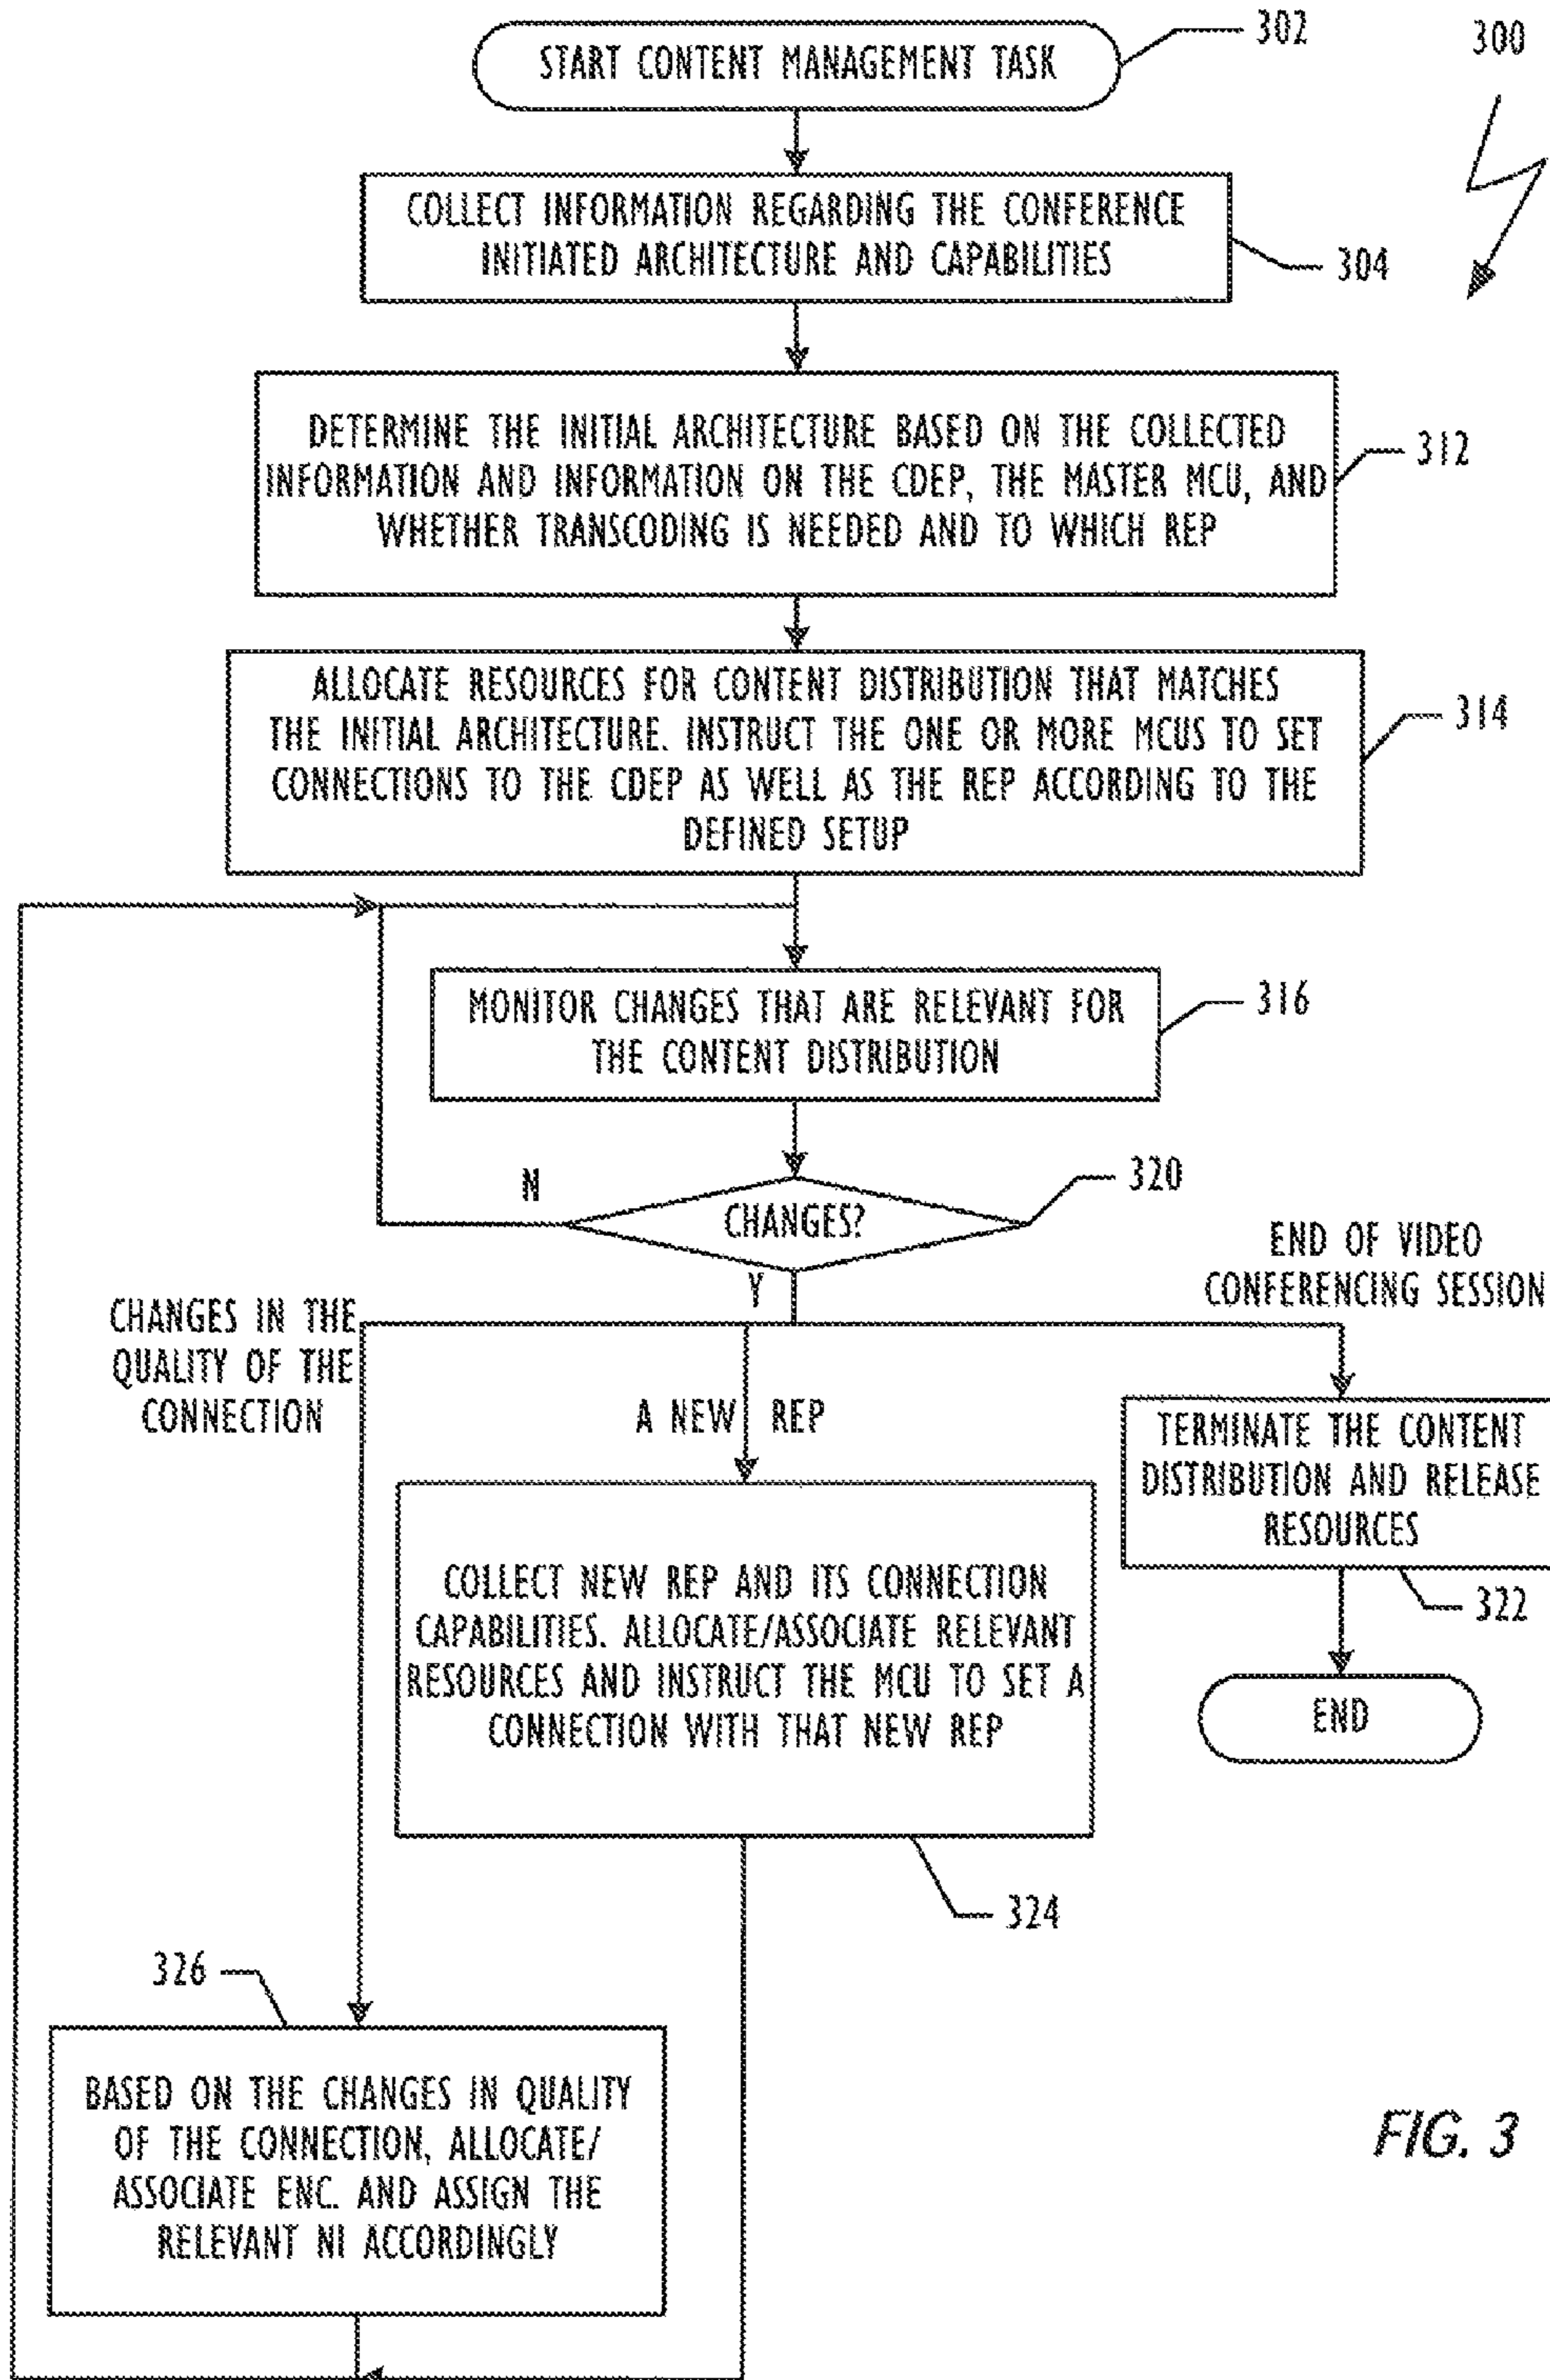 300
START CONTENT MANAGEMENT TASK
302
COLLECT INFORMATION REGARDING THE CONFERENCE
INITIATED ARCHITECTURE AND CAPABILITIES
304
DETERMINE THE INITIAL ARCHITECTURE BASED ON THE COLLECTED
INFORMATION AND INFORMATION ON THE CDEP, THE MASTER MCU, AND
WHETHER TRANSCODING IS NEEDED AND TO WHICH REP
312
ALLOCATE RESOURCES FOR CONTENT DISTRIBUTION THAT MATCHES
THE INITIAL ARCHITECTURE. INSTRUCT THE ONE OR MORE MCUS TO SET
CONNECTIONS TO THE CDEP AS WELL AS THE REP ACCORDING TO THE
DEFINED SETUP
314
MONITOR CHANGES THAT ARE RELEVANT FOR
THE CONTENT DISTRIBUTION
316
N
CHANGES?
320
Y
CHANGES IN THE
QUALITY OF THE
CONNECTION
A NEW REP
END OF VIDEO
CONFERENCING SESSION
TERMINATE THE CONTENT
DISTRIBUTION AND RELEASE
RESOURCES
322
END
COLLECT NEW REP AND ITS CONNECTION
CAPABILITIES. ALLOCATE/ASSOCIATE RELEVANT
RESOURCES AND INSTRUCT THE MCU TO SET A
CONNECTION WITH THAT NEW REP
324
326
BASED ON THE CHANGES IN QUALITY
OF THE CONNECTION, ALLOCATE/
ASSOCIATE ENC. AND ASSIGN THE
RELEVANT NI ACCORDINGLY
FIG. 3